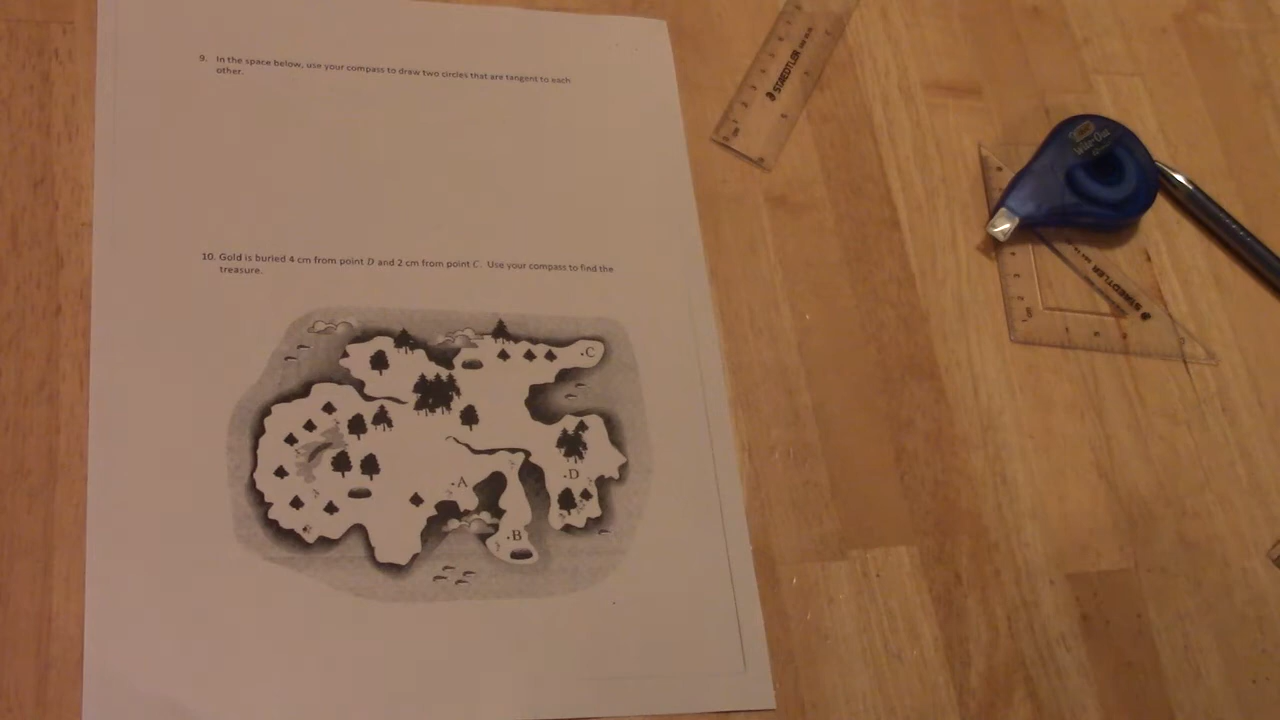 9. In the space below, use your compass to draw two circles that are tangent to each
other.
10. Gold is buried 4 cm from point D and 2 cm from point C. Use your compass to find the
treasure.
.C
.D
.A
.B
STAEDTLER
Wite-Out
STAEDTLER